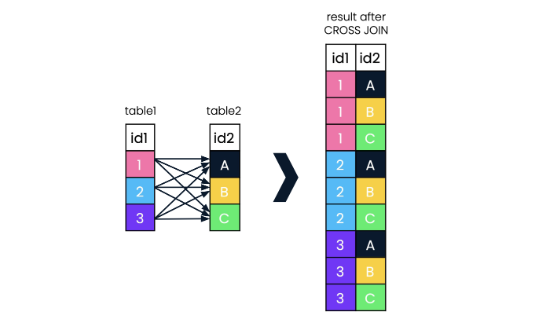 result after
CROSS JOIN
id1 id2
1 A
1 B
1 C
2 A
2 B
2 C
3 A
3 B
3 C
table1
id1
1
2
3
table2
id2
A
B
C